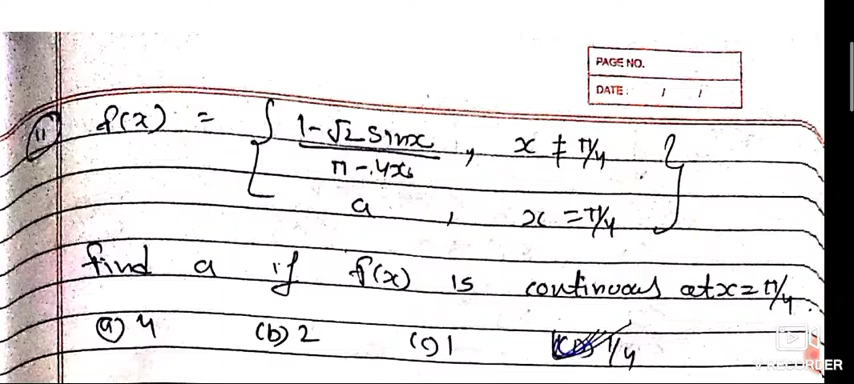 PAGE NO.
DATE : / /
11 f(x) = { 1-√2 sinx / π-4x , x ≠ π/4
a , x = π/4 }
find a if f(x) is continuous at x = π/4.
(a) 4 (b) 2 (c) 1 1/4
V RECORDER